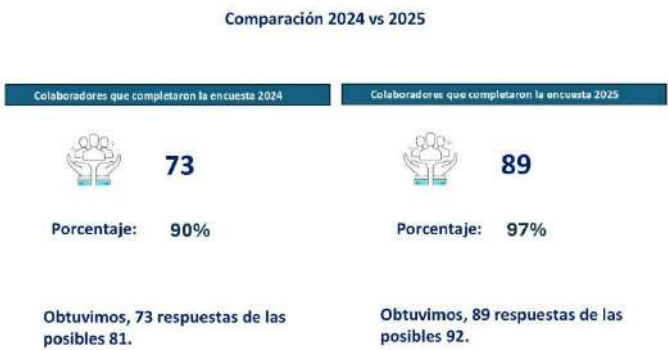 Comparación 2024 vs 2025
Colaboradores que completaron la encuesta 2024
73
Porcentaje: 90%
Obtuvimos, 73 respuestas de las
posibles 81.
Colaboradores que completaron la encuesta 2025
89
Porcentaje: 97%
Obtuvimos, 89 respuestas de las
posibles 92.